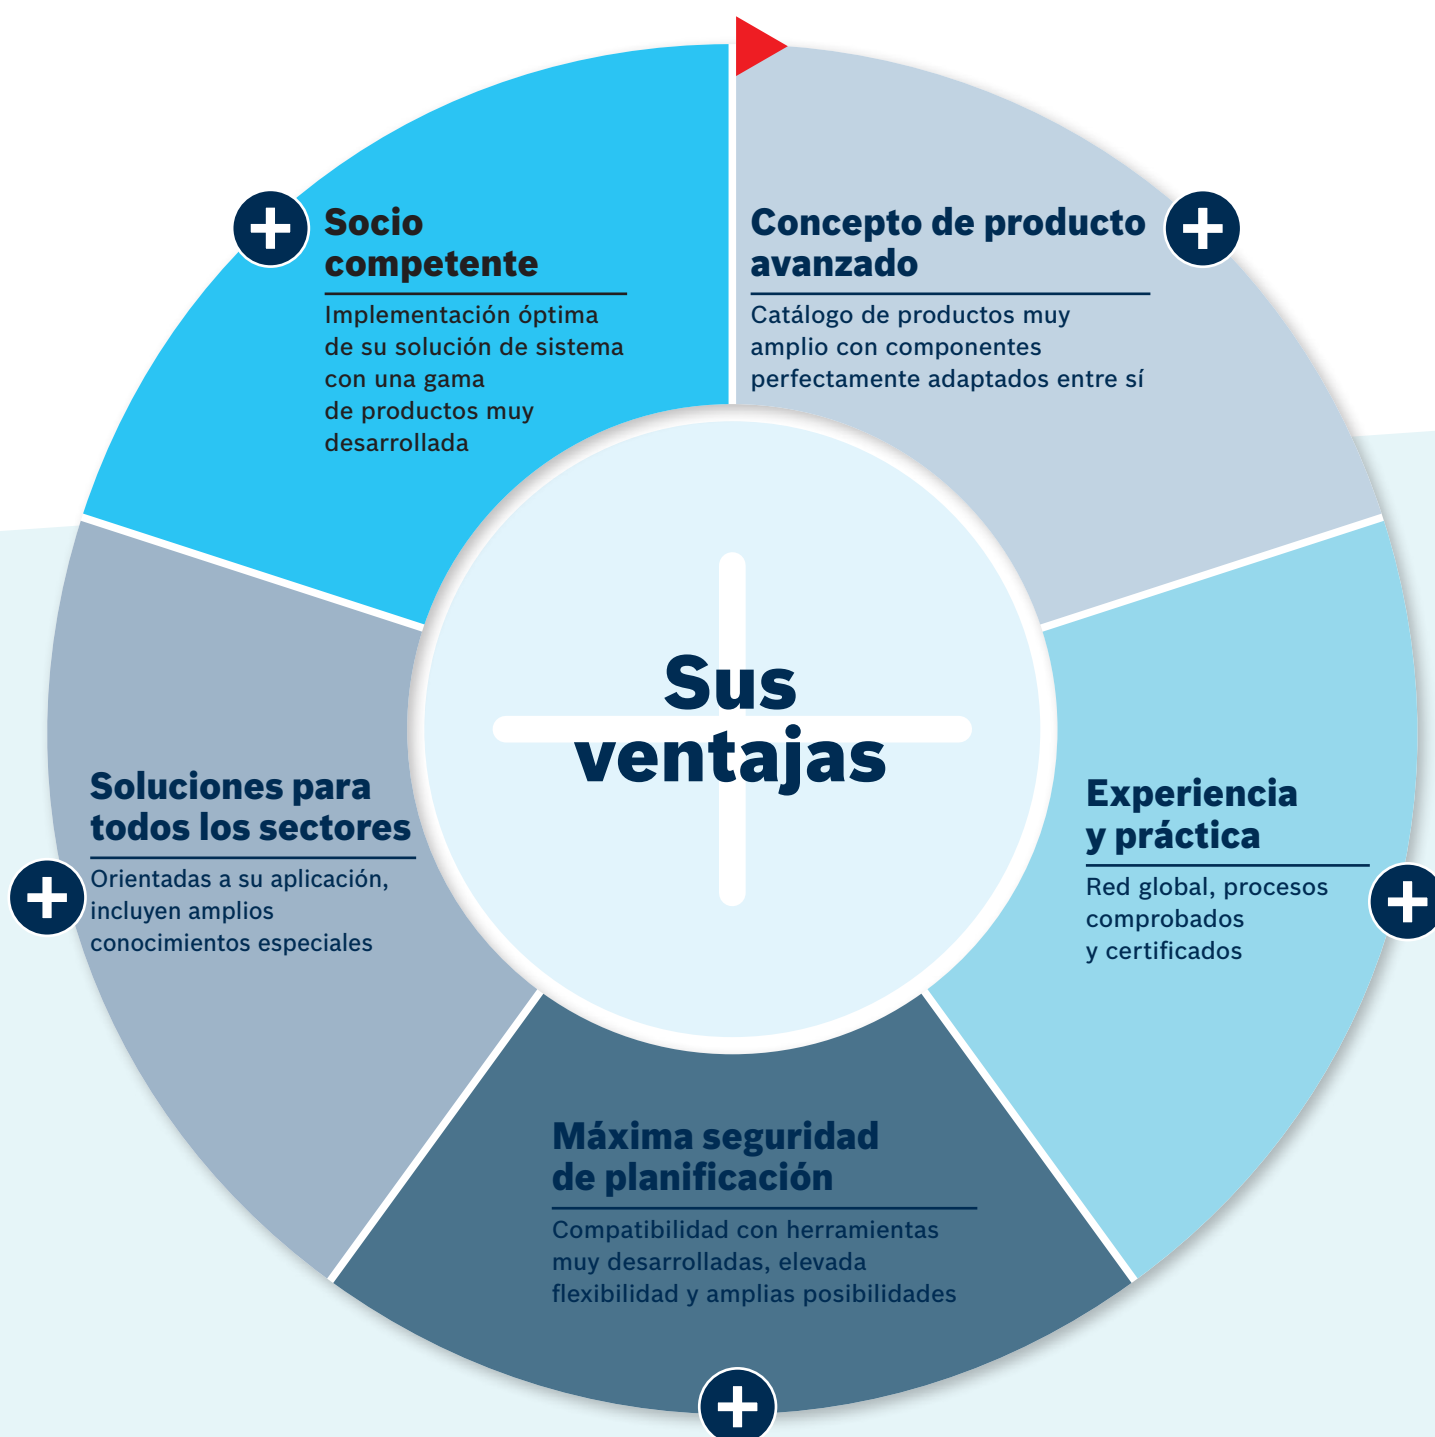 Sus
ventajas
Concepto de producto
avanzado
Catálogo de productos muy
amplio con componentes
perfectamente adaptados entre sí
Experiencia
y práctica
Red global, procesos
comprobados
y certificados
Máxima seguridad
de planificación
Compatibilidad con herramientas
muy desarrolladas, elevada
flexibilidad y amplias posibilidades
Soluciones para
todos los sectores
Orientadas a su aplicación,
incluyen amplios
conocimientos especiales
Socio
competente
Implementación óptima
de su solución de sistema
con una gama
de productos muy
desarrollada